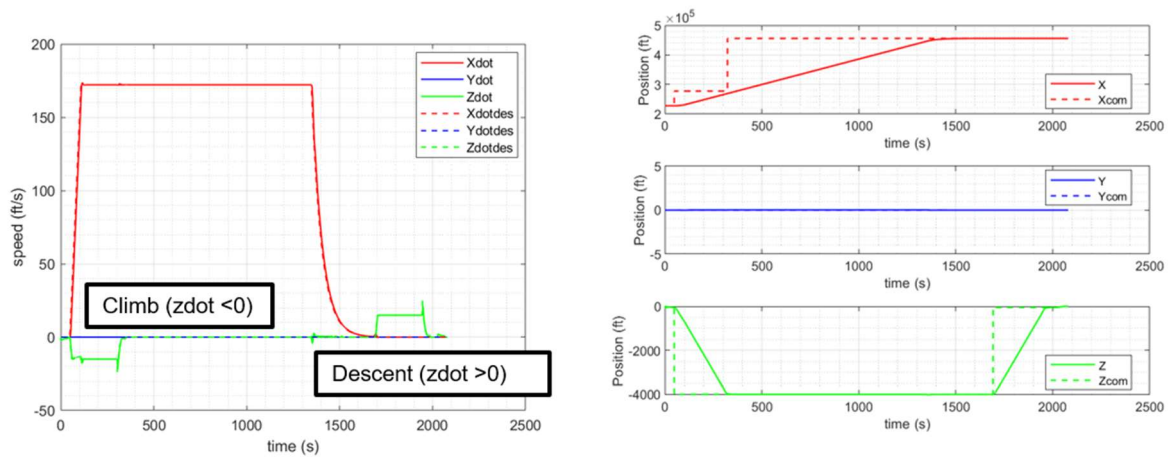 200
150
100
50
0
-50
speed (ft/s)
Xdot
Ydot
Zdot
Xdotdes
Ydotdes
Zdotdes
Climb (zdot <0)
Descent (zdot >0)
0
500
1000
1500
2000
2500
time (s)
×10⁵
5
4
3
2
Position (ft)
X
Xcom
0
500
1000
1500
2000
2500
time (s)
5
0
-5
Position (ft)
Y
Ycom
0
500
1000
1500
2000
2500
time (s)
0
-2000
-4000
Position (ft)
Z
Zcom
0
500
1000
1500
2000
2500
time (s)